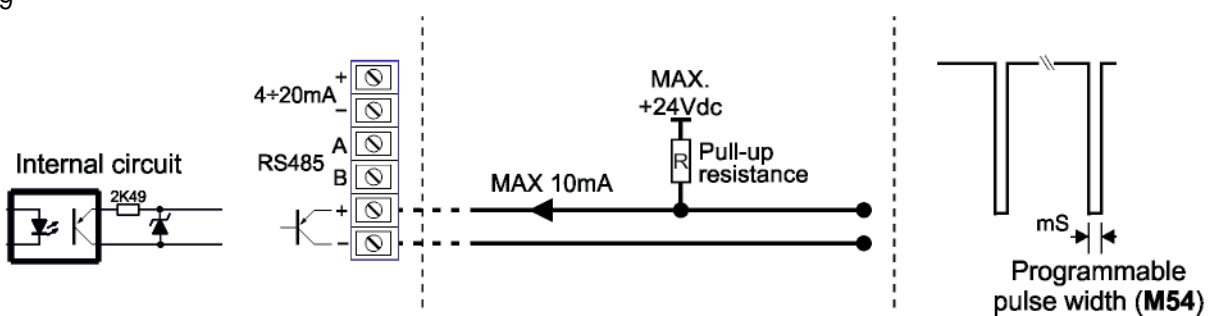 9
Internal circuit
2K49
4÷20mA
+
−
RS485
A
B
+
−
MAX 10mA
MAX.
+24Vdc
R
Pull-up
resistance
mS
Programmable
pulse width (M54)